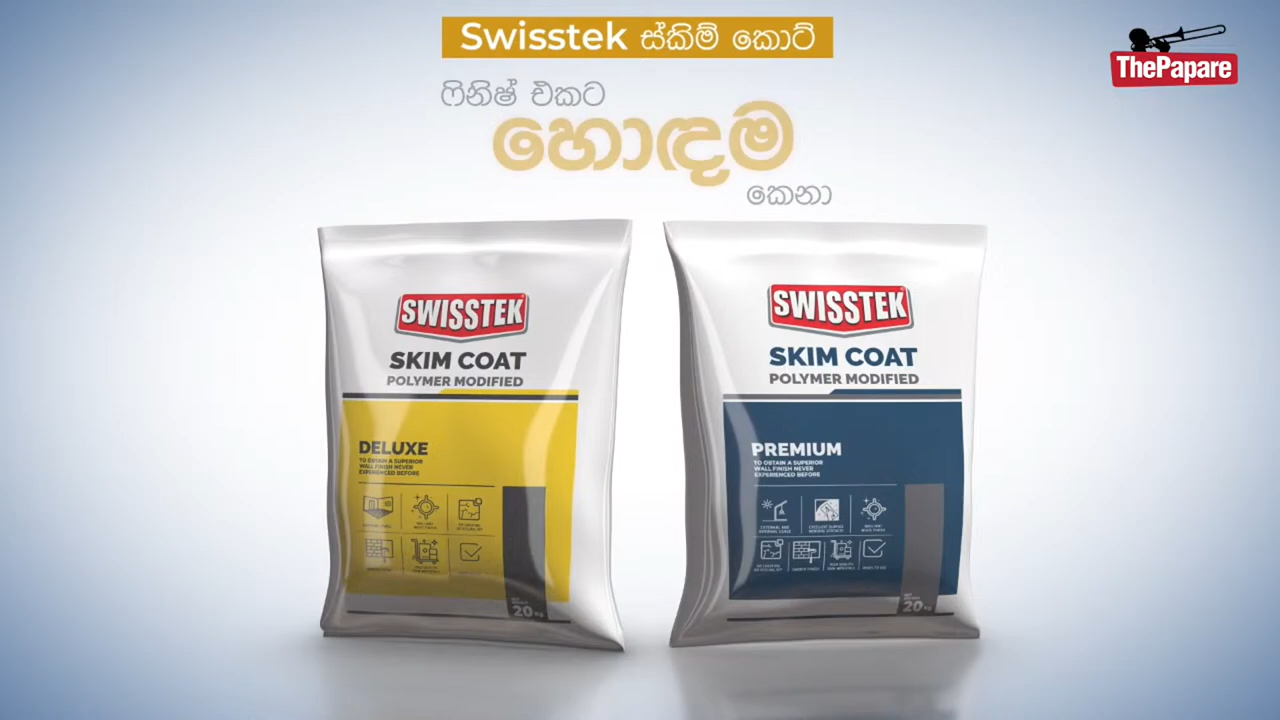 Swisstek ස්කිම් කොට්
ThePapare
ෆිනිෂ් එකට
හොඳම
කෙනා
SWISSTEK
SKIM COAT
POLYMER MODIFIED
DELUXE
TO OBTAIN A SUPERIOR
WALL FINISH NEVER
EXPERIENCED BEFORE
20kg
SWISSTEK
SKIM COAT
POLYMER MODIFIED
PREMIUM
TO OBTAIN A SUPERIOR
WALL FINISH NEVER
EXPERIENCED BEFORE
20kg